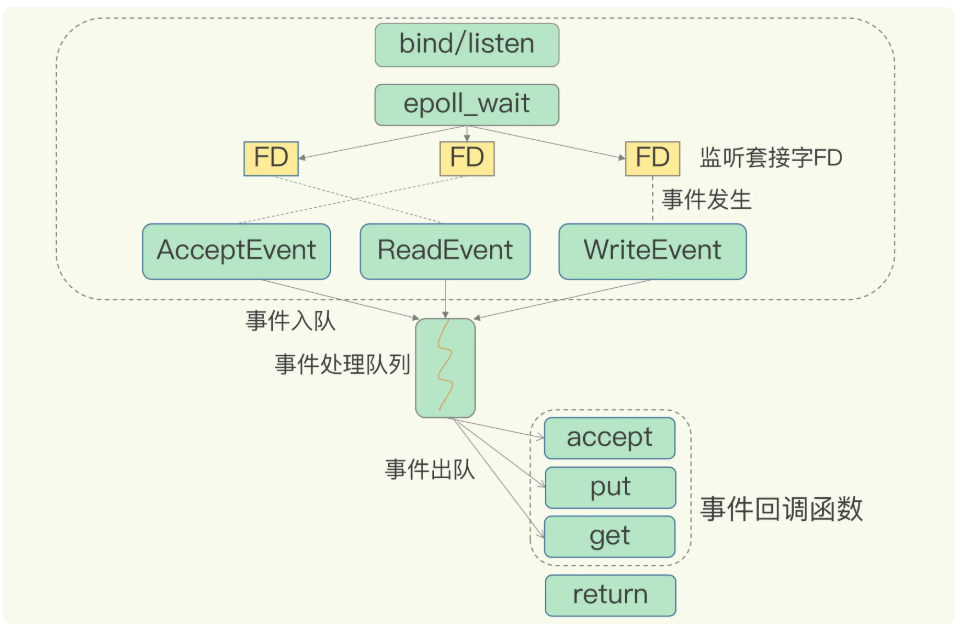 bind/listen
epoll_wait
FD
FD
FD
监听套接字FD
事件发生
AcceptEvent
ReadEvent
WriteEvent
事件入队
事件处理队列
accept
事件出队
put
事件回调函数
get
return